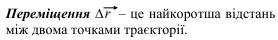 Переміщення Δr⃗ – це найкоротша відстань
між двома точками траєкторії.